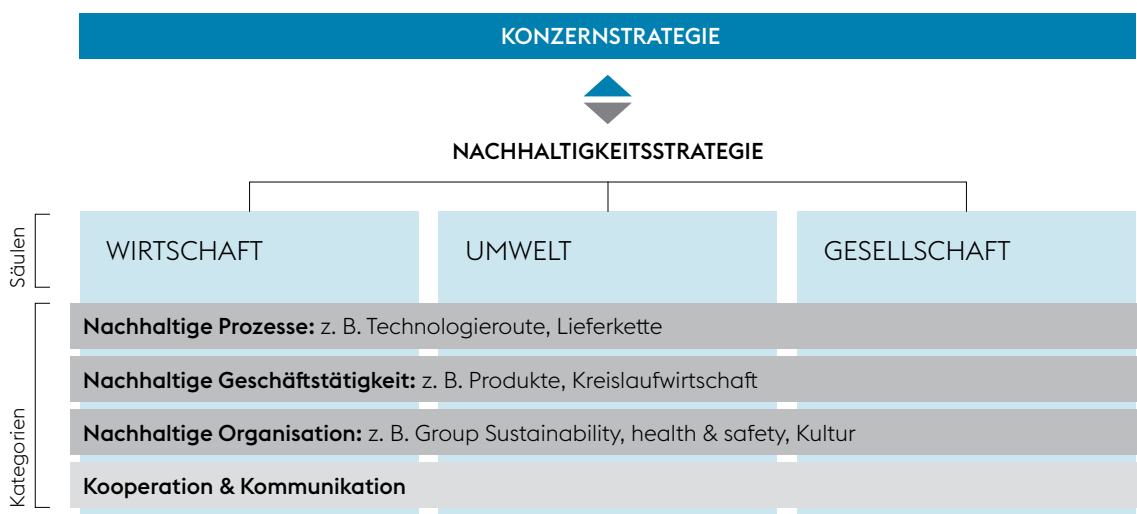 KONZERNSTRATEGIE
NACHHALTIGKEITSSTRATEGIE
Säulen
WIRTSCHAFT
UMWELT
GESELLSCHAFT
Kategorien
Nachhaltige Prozesse: z. B. Technologieroute, Lieferkette
Nachhaltige Geschäftstätigkeit: z. B. Produkte, Kreislaufwirtschaft
Nachhaltige Organisation: z. B. Group Sustainability, health & safety, Kultur
Kooperation & Kommunikation